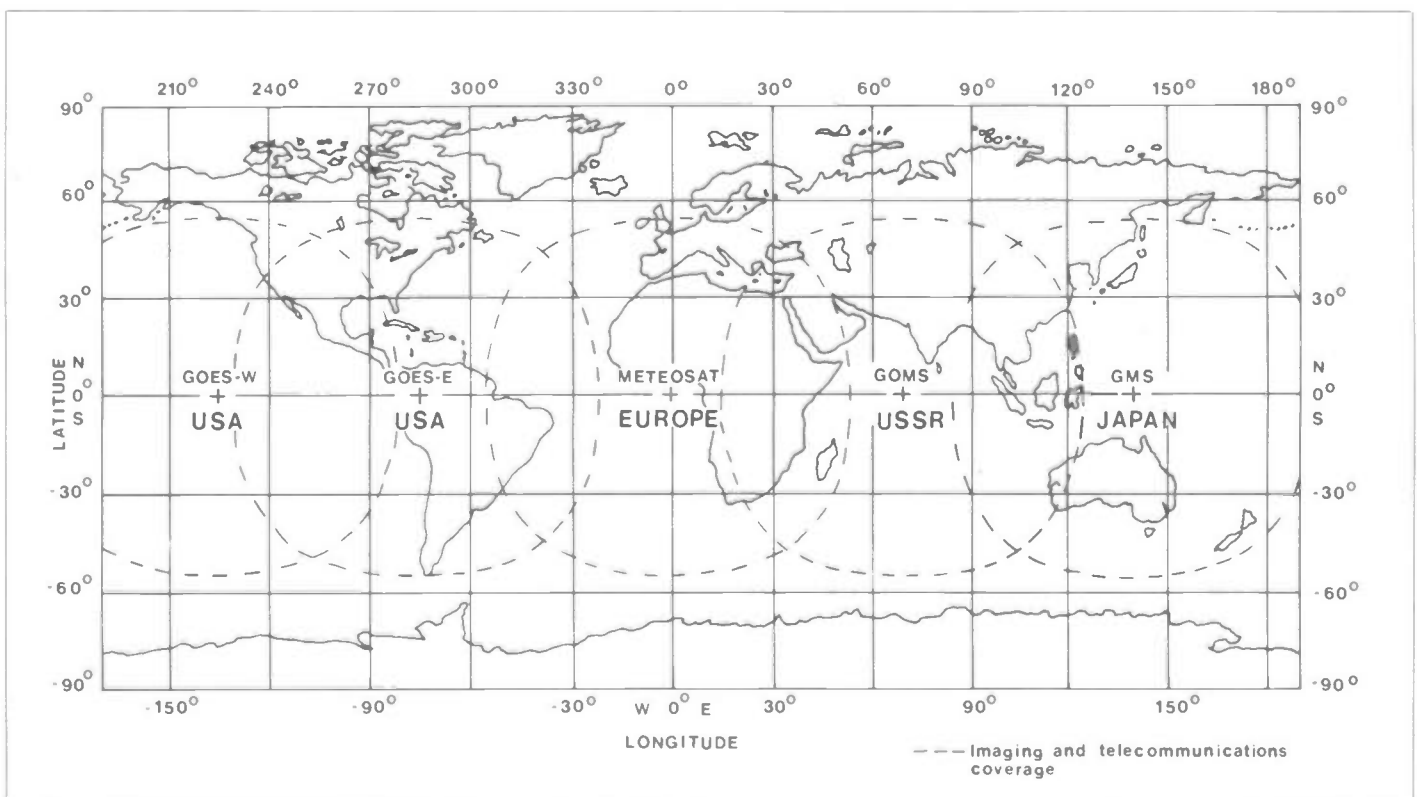 210° 240° 270° 300° 330° 0° 30° 60° 90° 120° 150° 180°
90° 90°
60° 60°
30° 30°
LATITUDE
N N
0° 0°
S S
GOES-W GOES-E METEOSAT GOMS GMS
USA USA EUROPE USSR JAPAN
-30° -30°
-60° -60°
-90° -90°
-150° -90° -30° W 0° E 30° 90° 150°
LONGITUDE
--- Imaging and telecommunications
coverage